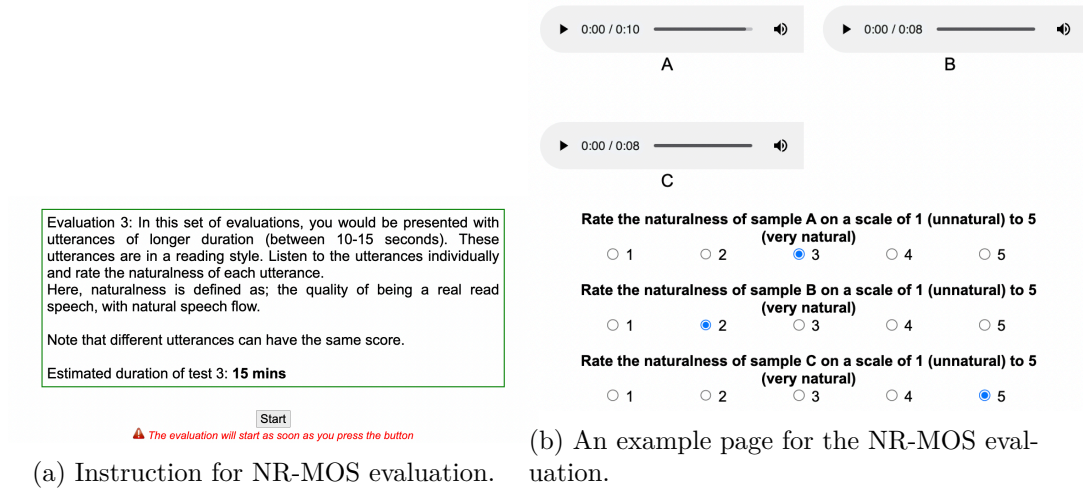 Evaluation 3: In this set of evaluations, you would be presented with
utterances of longer duration (between 10-15 seconds). These
utterances are in a reading style. Listen to the utterances individually
and rate the naturalness of each utterance.
Here, naturalness is defined as; the quality of being a real read
speech, with natural speech flow.
Note that different utterances can have the same score.
Estimated duration of test 3: 15 mins
Start
The evaluation will start as soon as you press the button
(a) Instruction for NR-MOS evaluation.
0:00 / 0:10
A
0:00 / 0:08
B
0:00 / 0:08
C
Rate the naturalness of sample A on a scale of 1 (unnatural) to 5
(very natural)
1 2 3 4 5
Rate the naturalness of sample B on a scale of 1 (unnatural) to 5
(very natural)
1 2 3 4 5
Rate the naturalness of sample C on a scale of 1 (unnatural) to 5
(very natural)
1 2 3 4 5
(b) An example page for the NR-MOS eval-
uation.